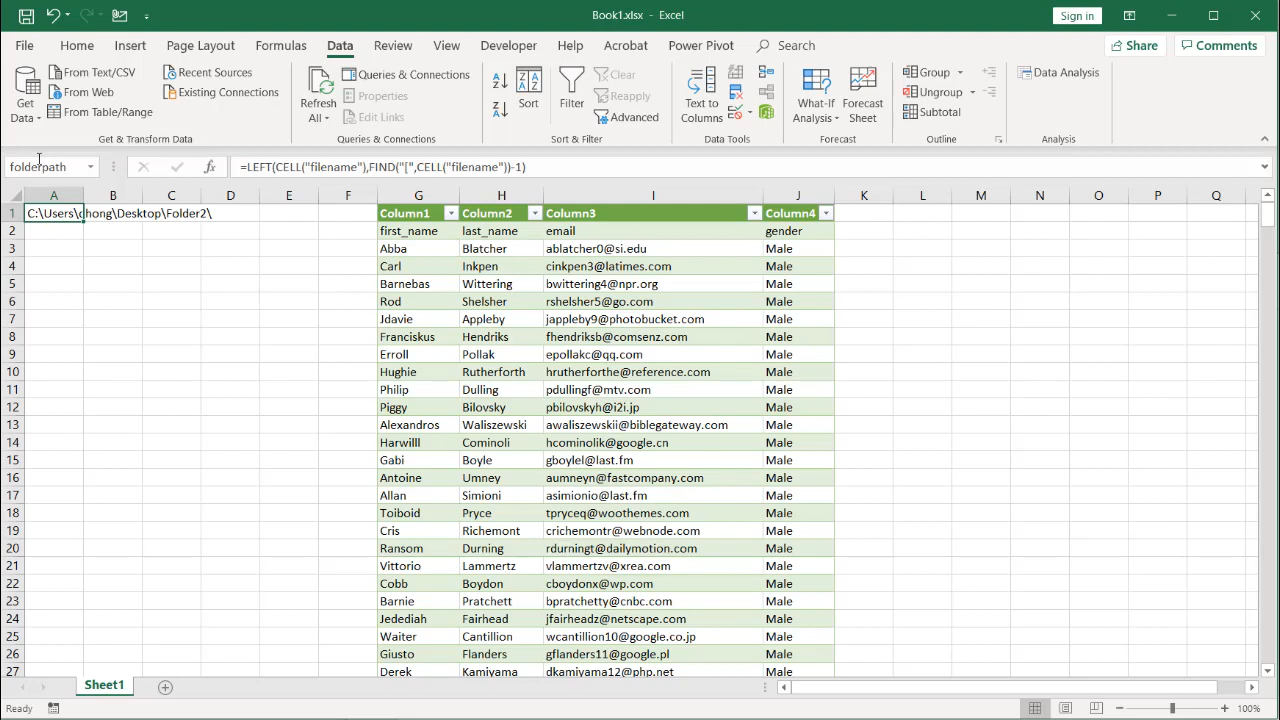 Book1.xlsx - Excel
Sign in
File Home Insert Page Layout Formulas Data Review View Developer Help Acrobat Power Pivot Search Share Comments
Get Data
From Text/CSV
From Web
From Table/Range
Recent Sources
Existing Connections
Get & Transform Data
Refresh All
Queries & Connections
Properties
Edit Links
Queries & Connections
Sort
Filter
Clear
Reapply
Advanced
Sort & Filter
Text to Columns
Data Tools
What-If Analysis
Forecast Sheet
Forecast
Group
Ungroup
Subtotal
Outline
Data Analysis
Analysis
folderpath fx =LEFT(CELL("filename"),FIND("[",CELL("filename"))-1)
A B C D E F G H I J K L M N O P Q
1 C:\Users\chong\Desktop\Folder2\ Column1 Column2 Column3 Column4
2 first_name last_name email gender
3 Abba Blatcher ablatcher0@si.edu Male
4 Carl Inkpen cinkpen3@latimes.com Male
5 Barnebas Wittering bwittering4@npr.org Male
6 Rod Shelsher rshelsher5@go.com Male
7 Jdavie Appleby jappleby9@photobucket.com Male
8 Franciskus Hendriks fhendriksb@comsenz.com Male
9 Erroll Pollak epollakc@qq.com Male
10 Hughie Rutherforth hrutherforthe@reference.com Male
11 Philip Dulling pdullingf@mtv.com Male
12 Piggy Bilovsky pbilovskyh@i2i.jp Male
13 Alexandros Waliszewski awaliszewskii@biblegateway.com Male
14 Harwilll Cominoli hcominolik@google.cn Male
15 Gabi Boyle gboylel@last.fm Male
16 Antoine Umney aumneyn@fastcompany.com Male
17 Allan Simioni asimionio@last.fm Male
18 Toiboid Pryce tpryceq@woothemes.com Male
19 Cris Richemont crichemontr@webnode.com Male
20 Ransom Durning rdurningt@dailymotion.com Male
21 Vittorio Lammertz vlammertzv@xrea.com Male
22 Cobb Boydon cboydonx@wp.com Male
23 Barnie Pratchett bpratchetty@cnbc.com Male
24 Jedediah Fairhead jfairheadz@netscape.com Male
25 Waiter Cantillion wcantillion10@google.co.jp Male
26 Giusto Flanders gflanders11@google.pl Male
27 Derek Kamiyama dkamiyama12@php.net Male
Sheet1
Ready
100%